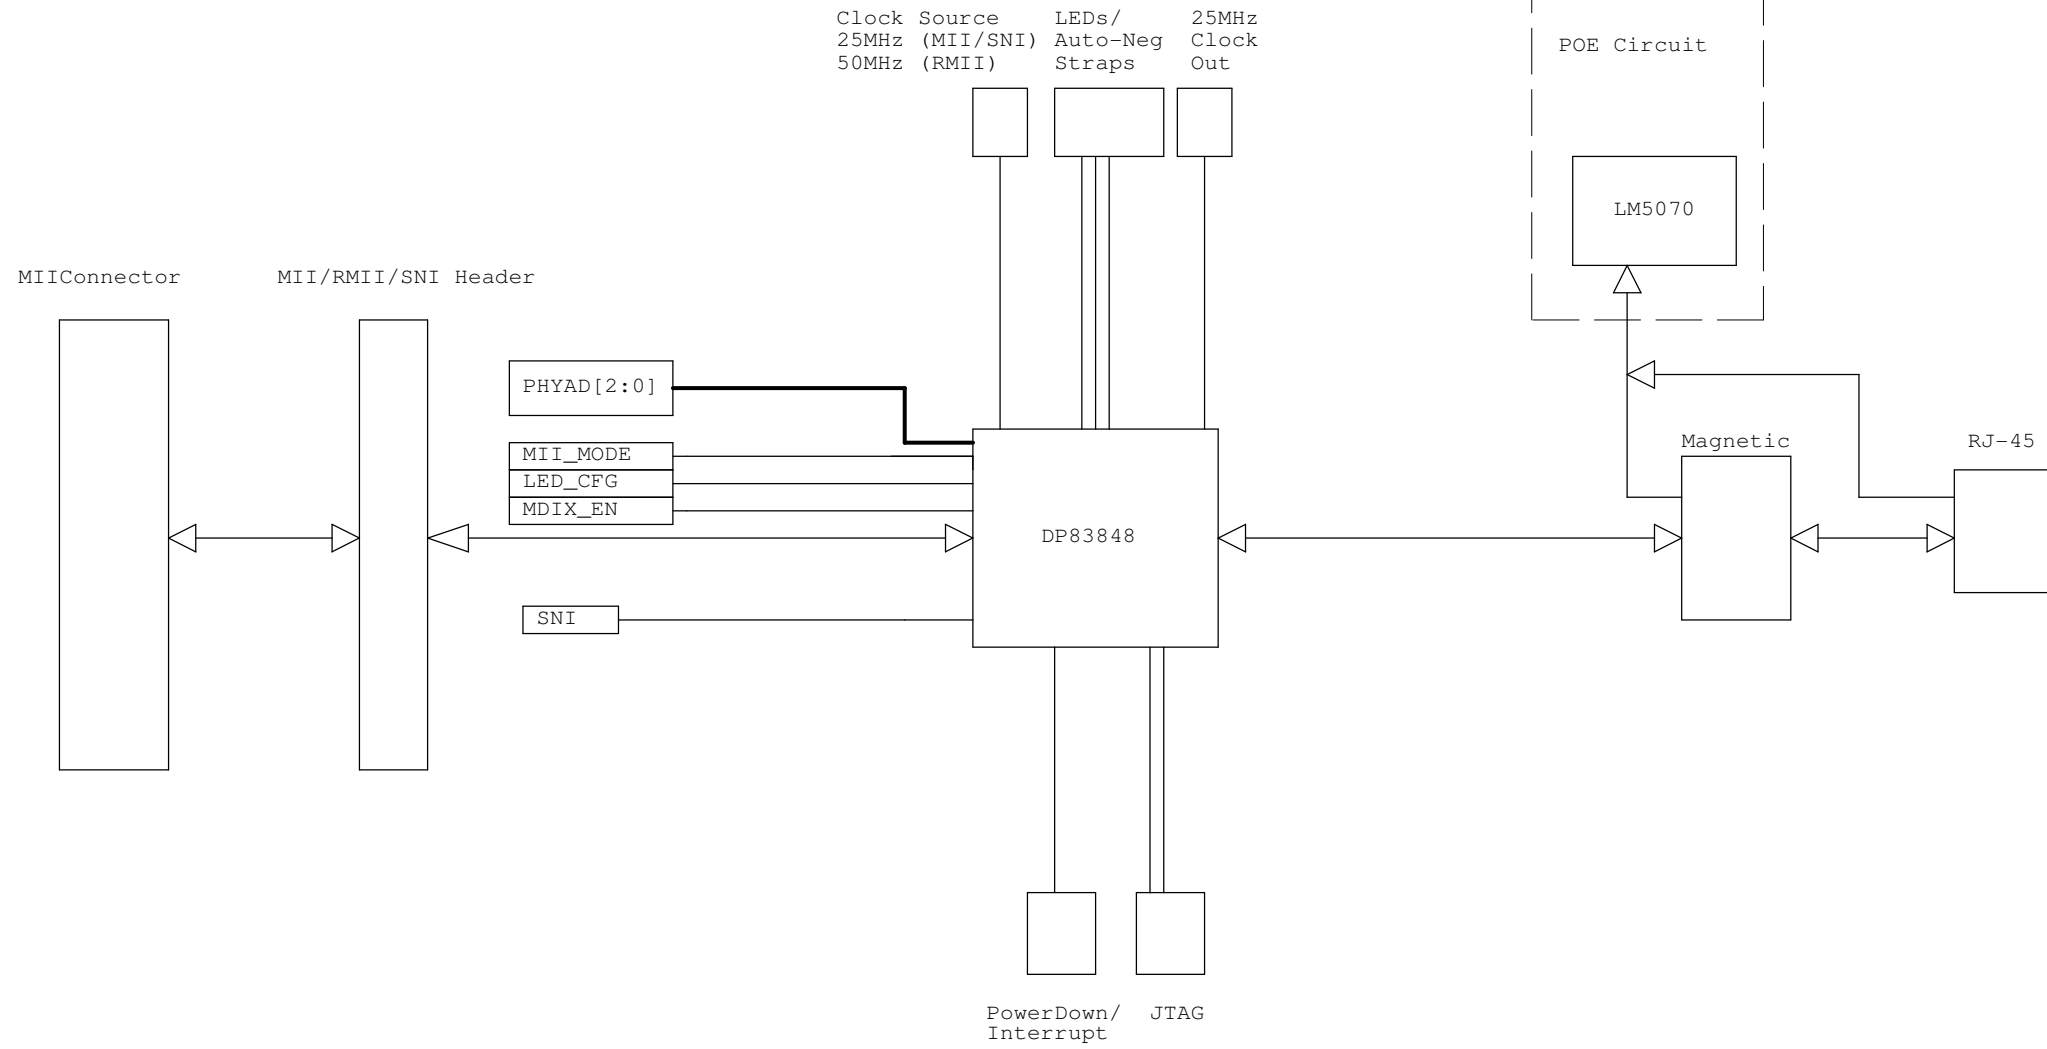 Clock Source
25MHz (MII/SNI)
50MHz (RMII)
LEDs/
Auto-Neg
Straps
25MHz
Clock
Out
POE Circuit
LM5070
MIIConnector
MII/RMII/SNI Header
PHYAD[2:0]
MII_MODE
LED_CFG
MDIX_EN
DP83848
Magnetic
RJ-45
SNI
PowerDown/
Interrupt
JTAG